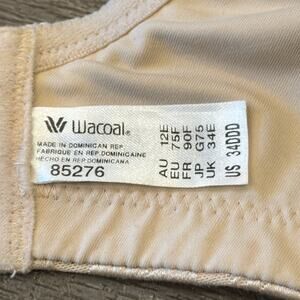 Wacoal®
MADE IN DOMINICAN REP.
FABRIQUE EN REP. DOMINICAINE
HECHO EN REP. DOMINICANA
85276
AU 12E
EU 75F
FR 90F
JP G75
UK 34E
US 34DDD